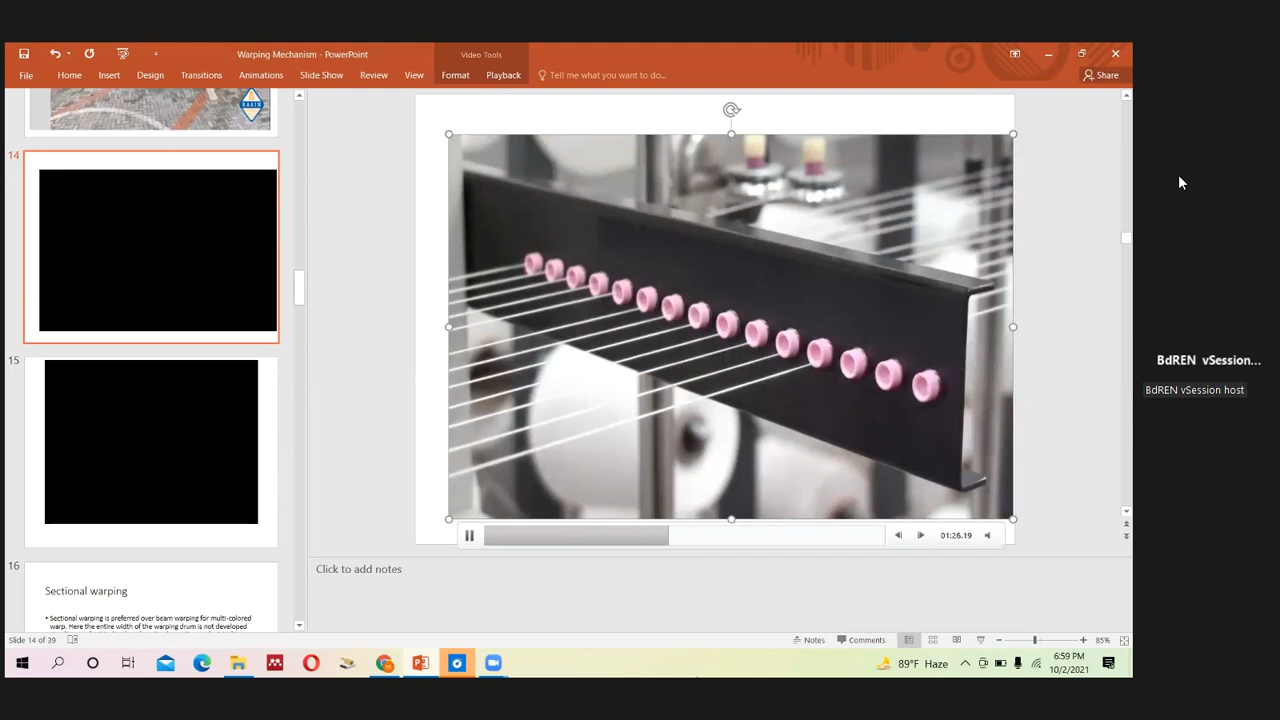 Warping Mechanism - PowerPoint
Video Tools
File
Home
Insert
Design
Transitions
Animations
Slide Show
Review
View
Format
Playback
Tell me what you want to do...
Share
RAHIM
14
15
16
Sectional warping
• Sectional warping is preferred over beam warping for multi-colored
warp. Here the entire width of the warping drum is not developed
01:26.19
Click to add notes
BdREN vSession...
BdREN vSession host
Slide 14 of 39
Notes
Comments
85%
89°F Haze
6:59 PM
10/2/2021